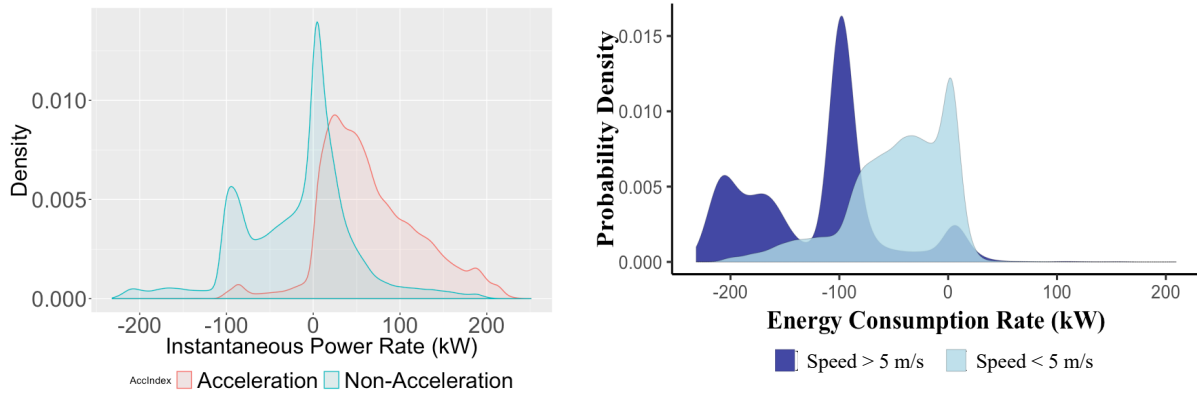 Density
0.010
0.005
0.000
-200 -100 0 100 200
Instantaneous Power Rate (kW)
AccIndex Acceleration Non-Acceleration
Probability Density
0.015
0.010
0.005
0.000
-200 -100 0 100 200
Energy Consumption Rate (kW)
Speed > 5 m/s Speed < 5 m/s